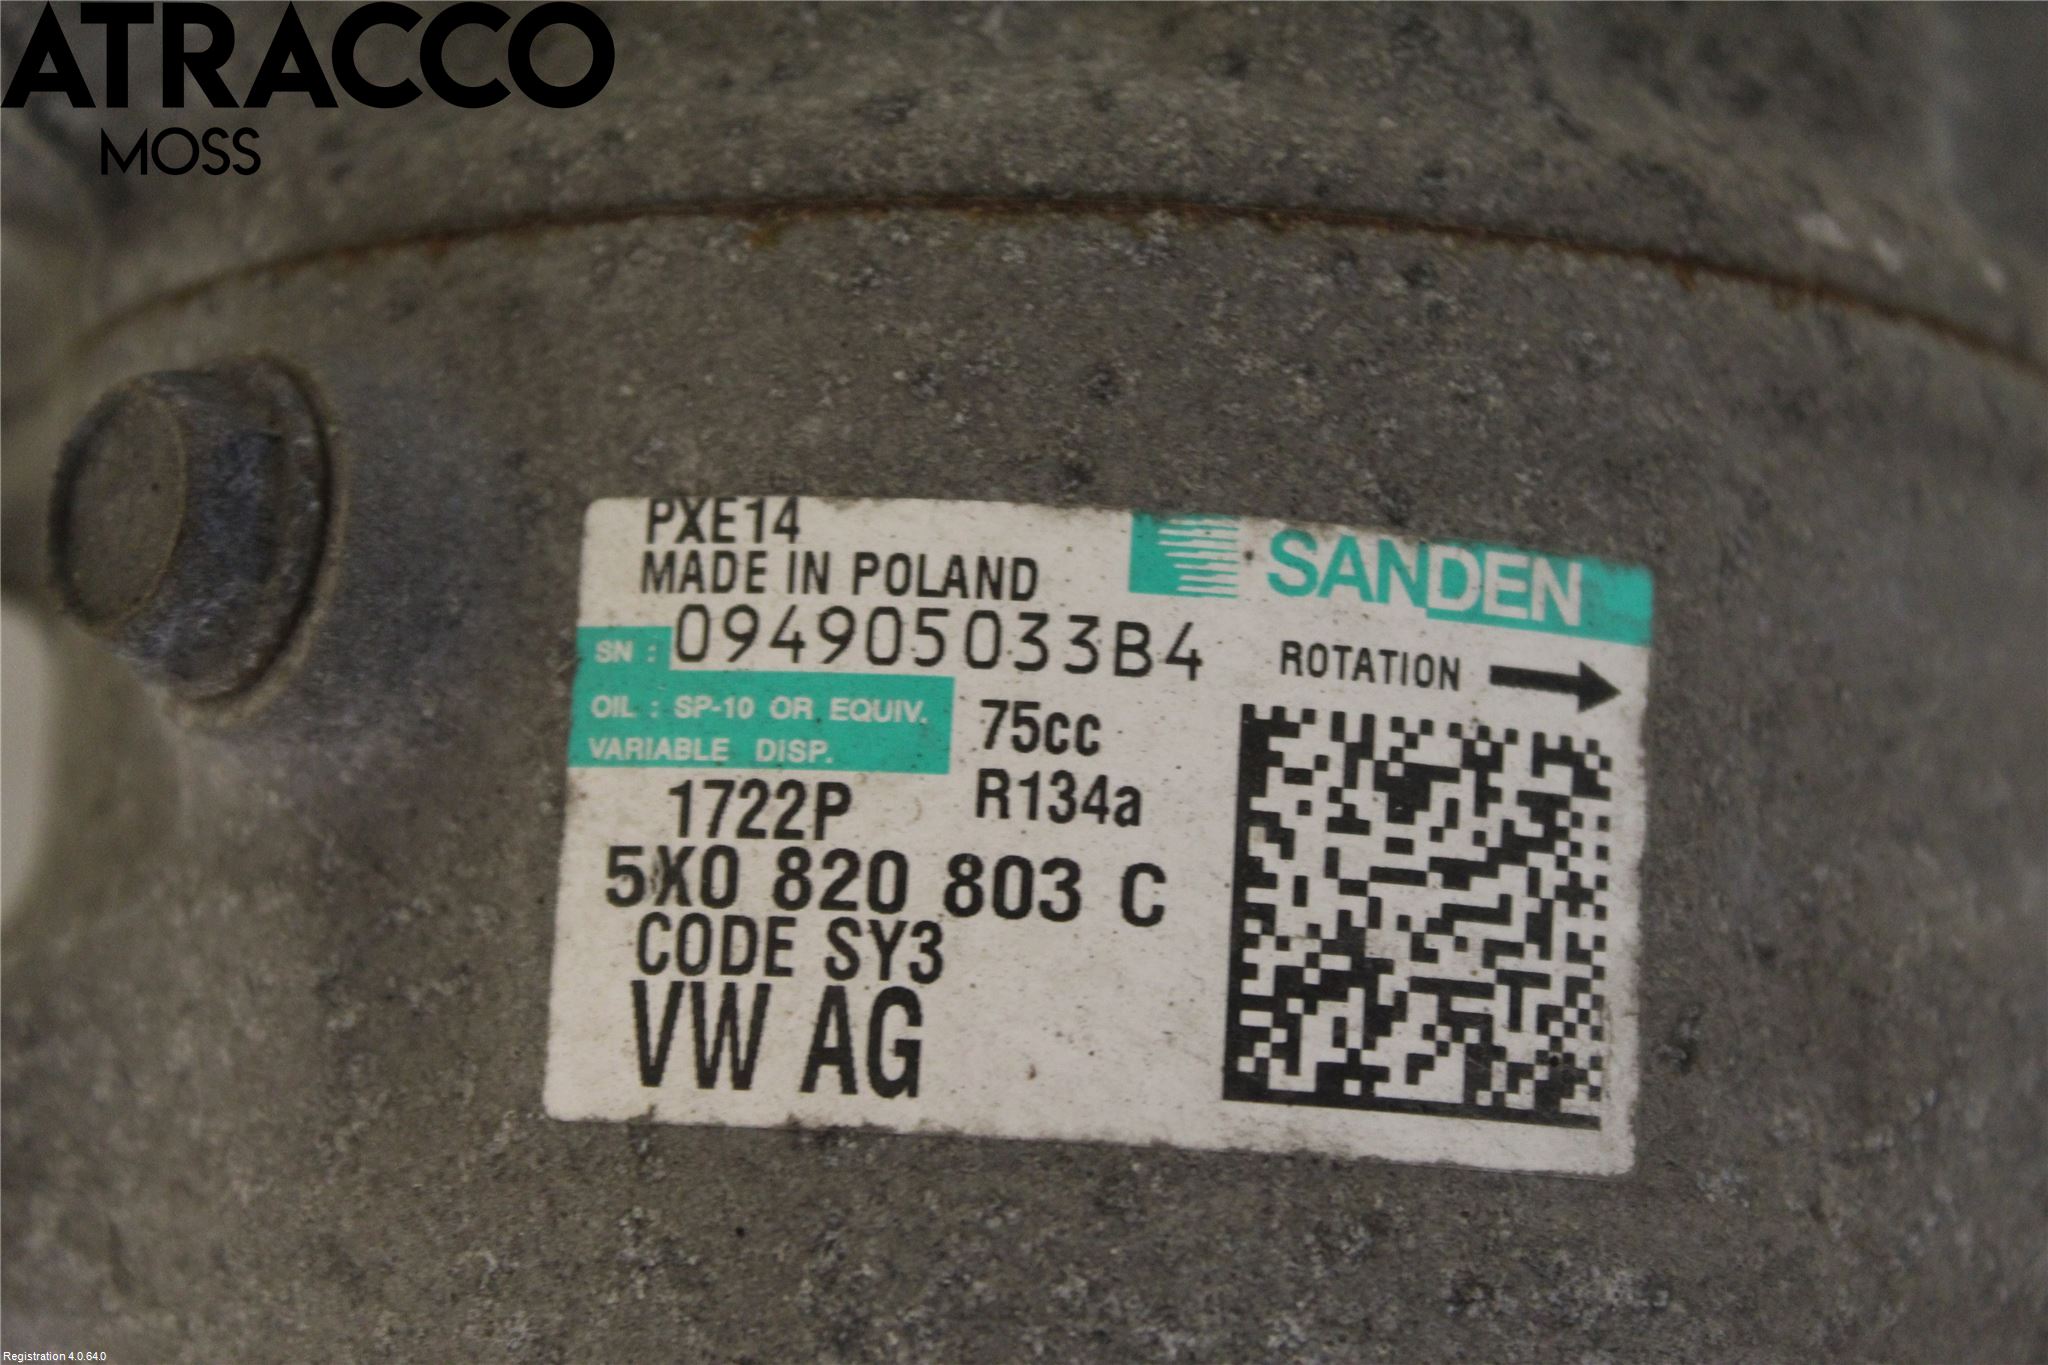 ATRACCO
MOSS
PXE14
MADE IN POLAND
SANDEN
SN : 094905033B4
ROTATION
OIL : SP-10 OR EQUIV. 75cc
VARIABLE DISP.
1722P R134a
5X0 820 803 C
CODE SY3
VW AG
Registration 4.0.64.0